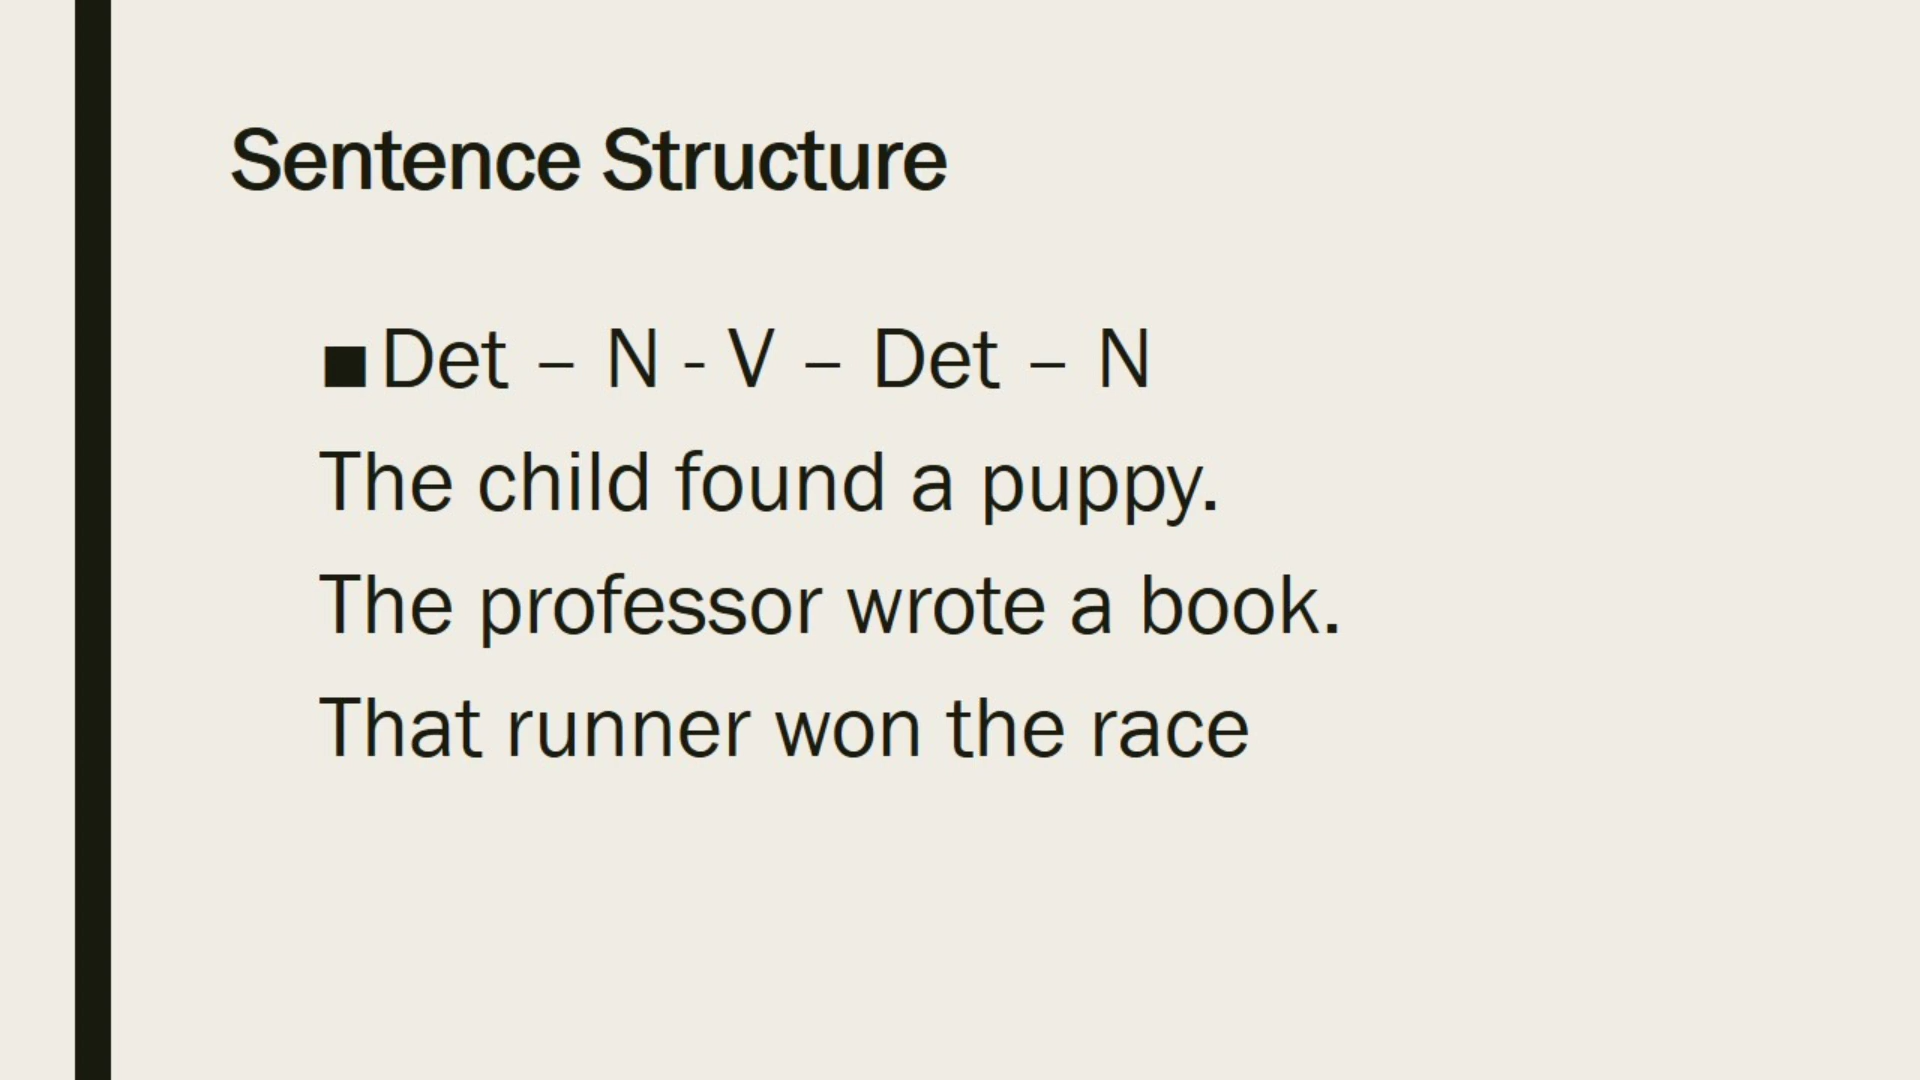 Sentence Structure
■ Det – N - V – Det – N
The child found a puppy.
The professor wrote a book.
That runner won the race